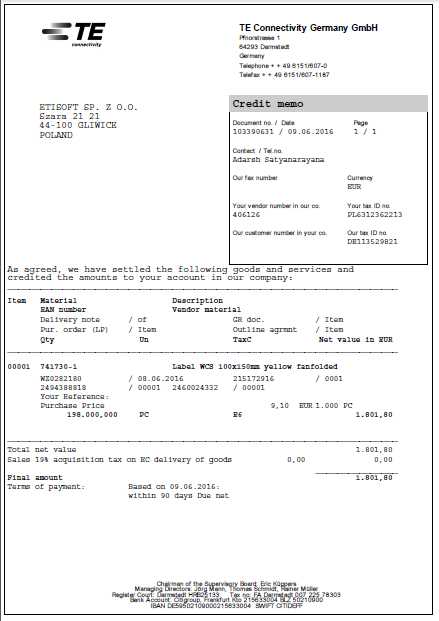 TE
connectivity
TE Connectivity Germany GmbH
Pfnorstrasse 1
64293 Darmstadt
Germany
Telephone + + 49 6151/607-0
Telefax + + 49 6151/607-1187
ETISOFT SP. Z O.O.
Szara 21 21
44-100 GLIWICE
POLAND
Credit memo
Document no. / Date Page
103390631 / 09.06.2016 1 / 1
Contact / Tel.no.
Adarsh Satyanarayana
Our fax number Currency
EUR
Your vendor number in our co. Your tax ID no.
406126 PL6312362213
Our customer number in your co. Our tax ID no.
DE113529821
As agreed, we have settled the following goods and services and
credited the amounts to your account in our company:
Item Material Description
EAN number Vendor material
Delivery note / of GR doc. / Item
Pur. order (LP) / Item Outline agrmnt / Item
Qty Un TaxC Net value in EUR
00001 741730-1 Label WCS 100x150mm yellow fanfolded
WZ0282180 / 08.06.2016 215172916 / 0001
2494388818 / 00001 2460024332 / 00001
Your Reference:
Purchase Price 9,10 EUR 1.000 PC
198.000,000 PC E6 1.801,80
Total net value 1.801,80
Sales 19% acquisition tax on EC delivery of goods 0,00 0,00
Final amount 1.801,80
Terms of payment: Based on 09.06.2016:
within 90 days Due net
Chairman of the Supervisory Board: Eric Küppers
Managing Directors: Jörg Mann, Thomas Schmidt, Rainer Müller
Register Court: Darmstadt HRB25133 Tax no: FA Darmstadt 007 225 78303
Bank Account: Citigroup, Frankfurt Kto 215633004 BLZ 50210900
IBAN DE59502109000215633004 SWIFT CITIDEFF